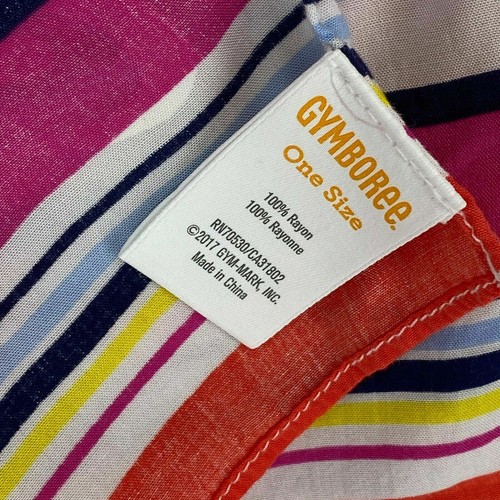 GYMBOREE.
One Size
100% Rayon
100% Rayonne
RN70530/CA31802
©2017 GYM-MARK, INC.
Made in China